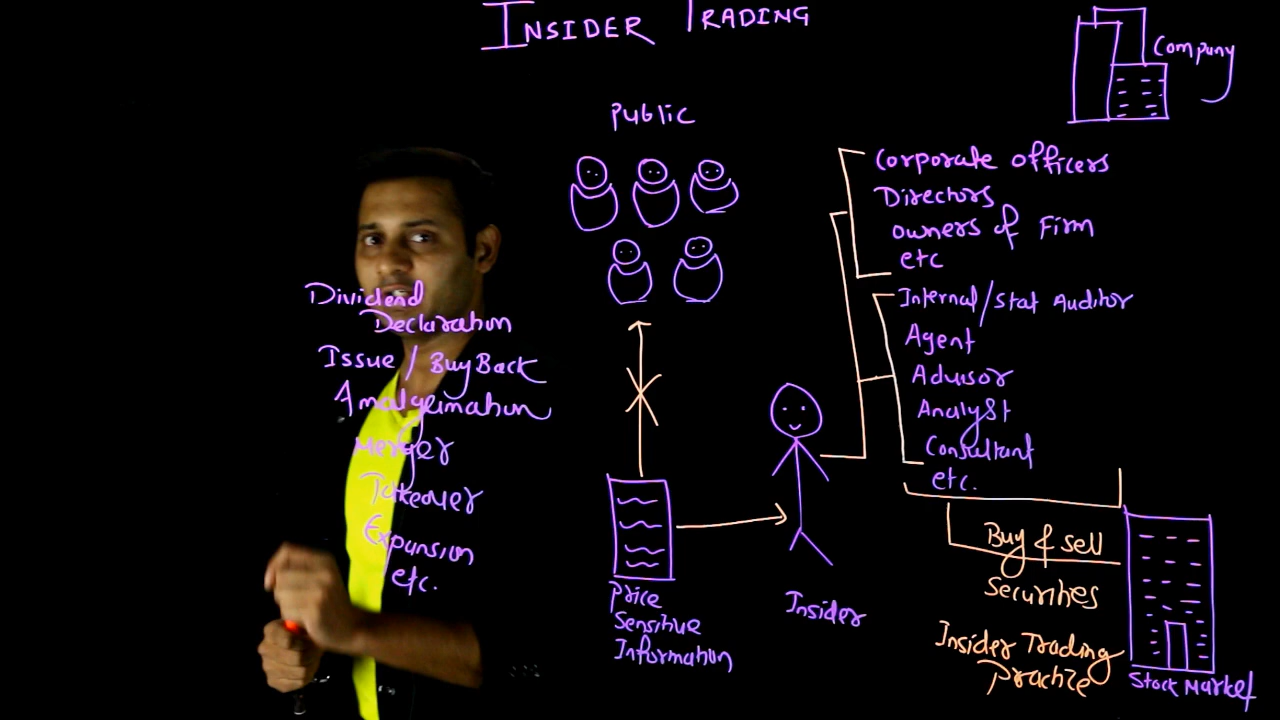 INSIDER TRADING
Company
Public
Corporate officers
Directors
owners of Firm
etc
Internal/Stat Auditor
Agent
Advisor
Analyst
Consultant
etc.
Dividend
Declaration
Issue / Buy Back
Amalgamation
Merger
Takeover
Expansion
etc.
Price
Sensitive
Information
Insider
Buy & sell
Securities
Insider Trading
Practice
Stock Market